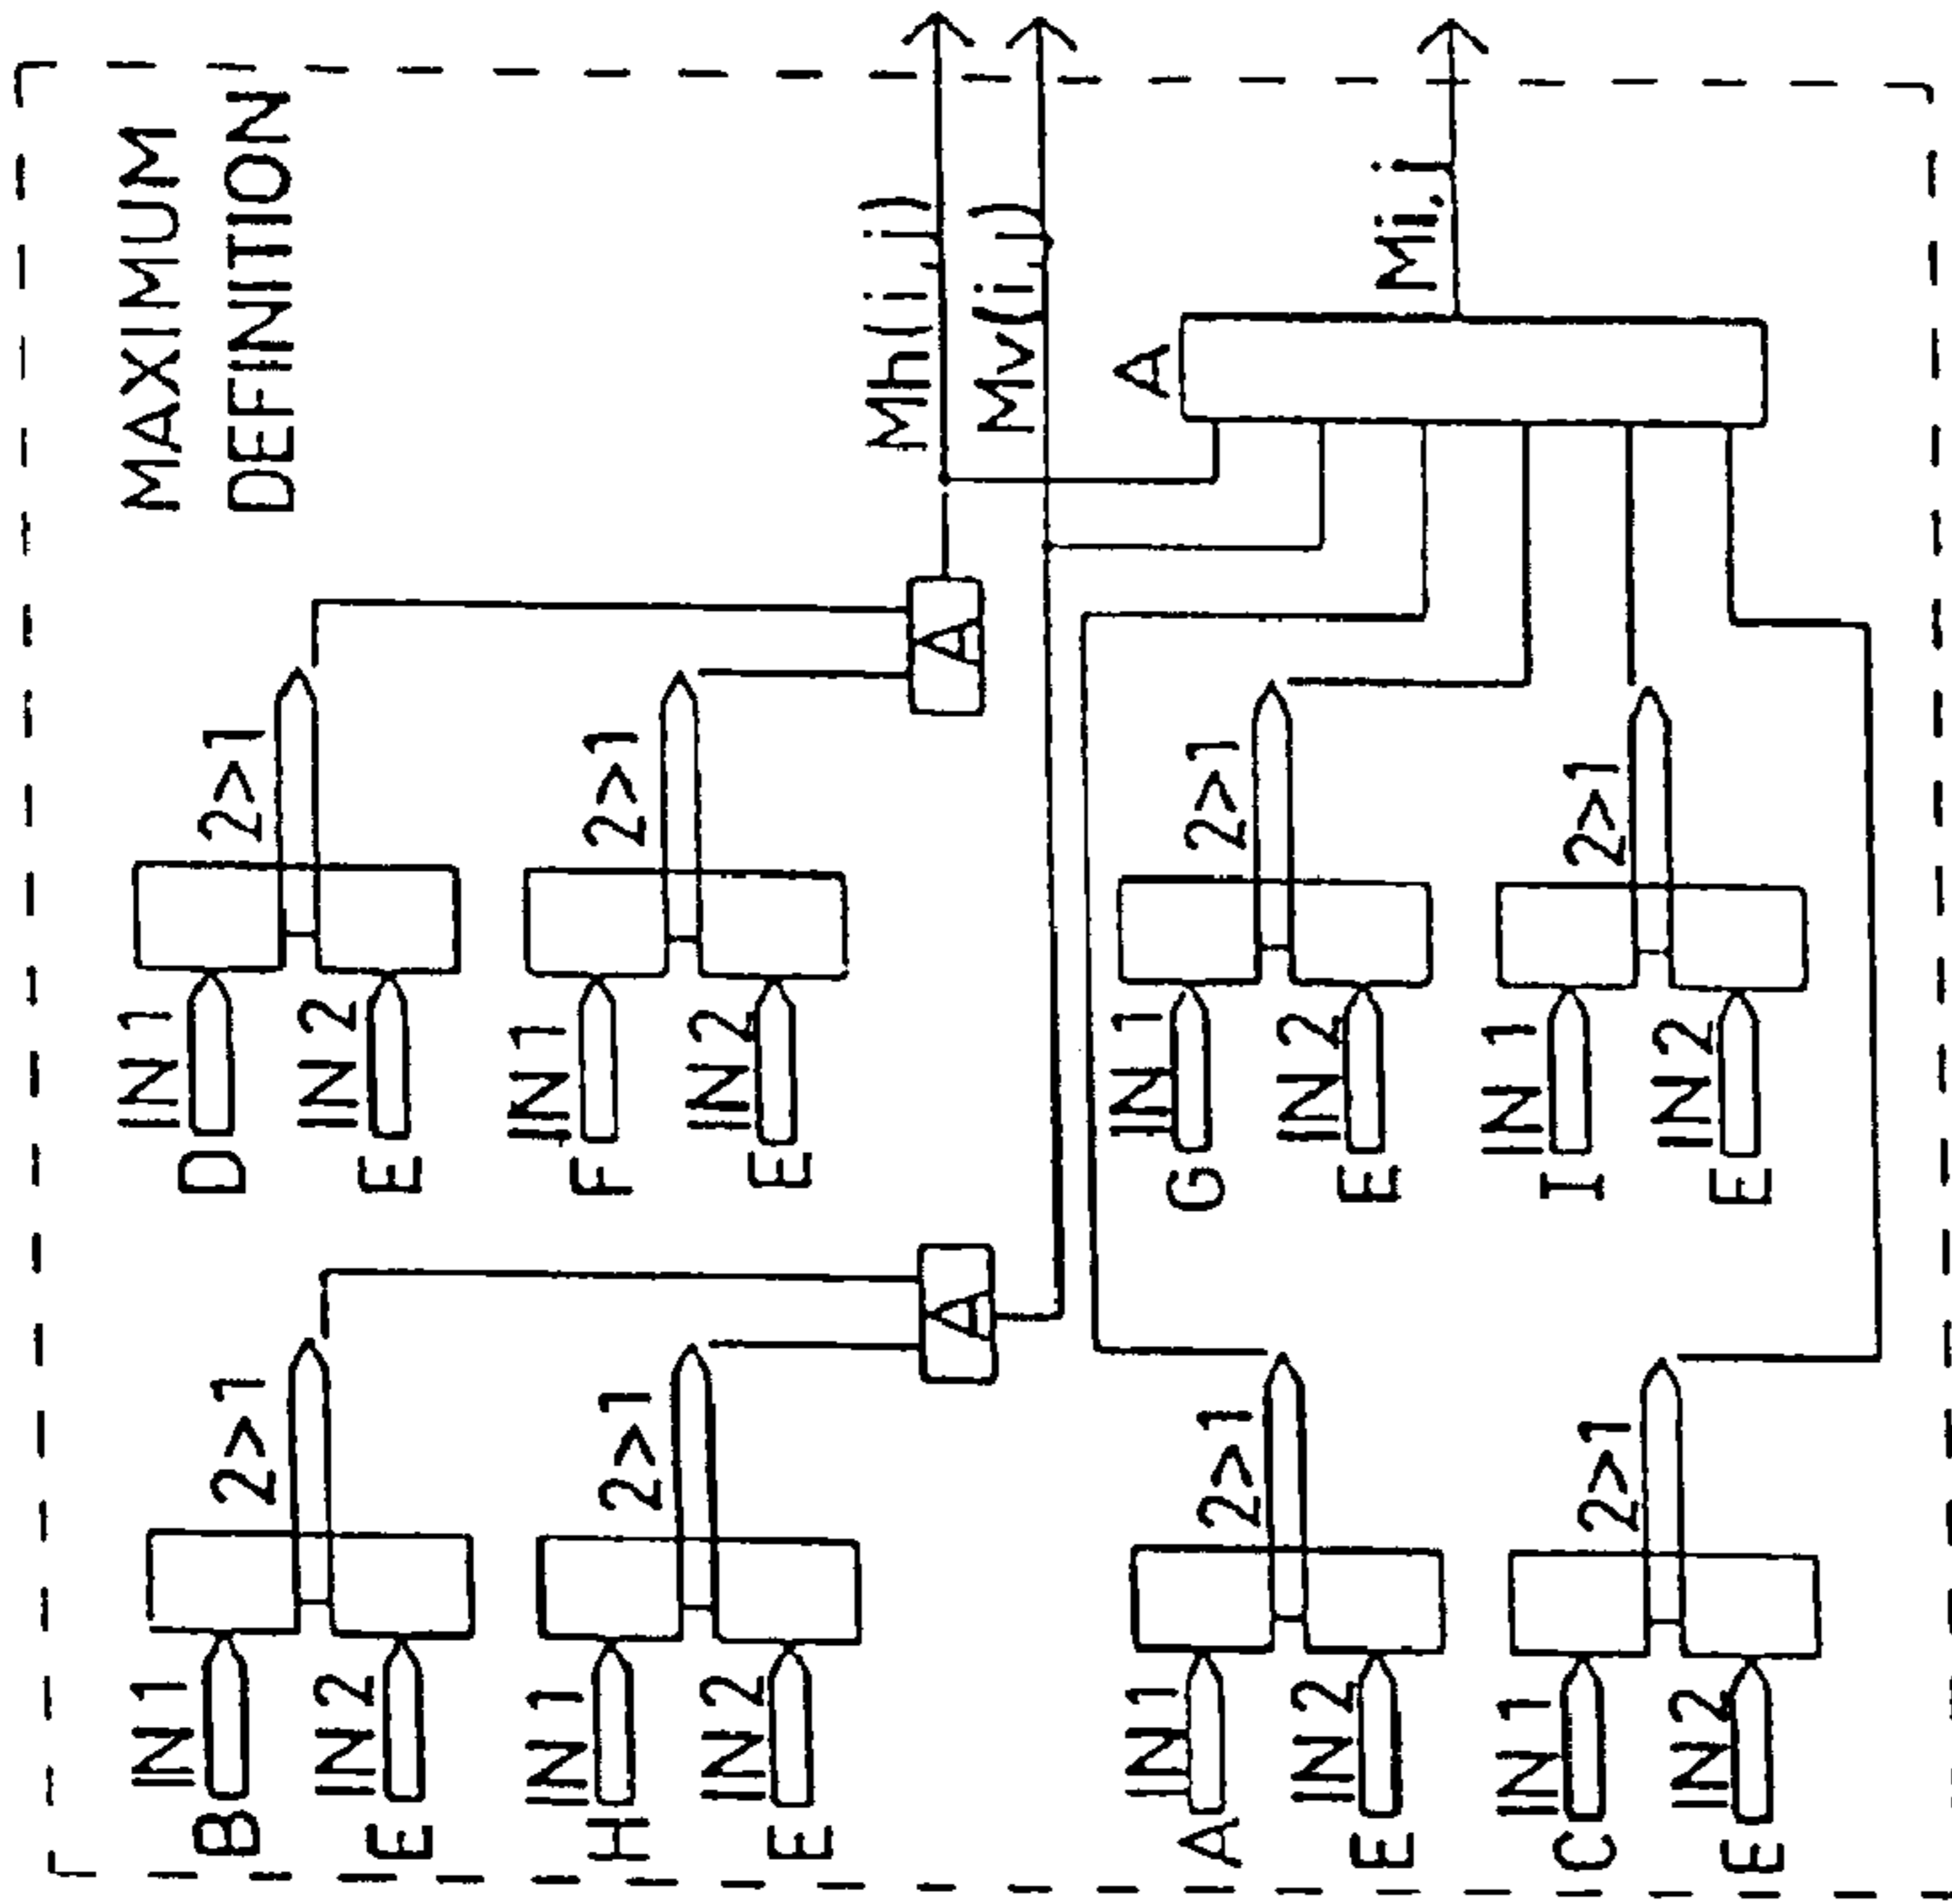 MAXIMUM
DEFINITION
IN1
B
2>1
IN2
E
IN1
D
2>1
IN2
E
IN1
H
2>1
IN2
E
IN1
F
2>1
IN2
E
A
A
Mh(i,j)
Mv(i,j)
IN1
A
2>1
IN2
E
IN1
G
2>1
IN2
E
A
Mi,j
IN1
C
2>1
IN2
E
IN1
I
2>1
IN2
E